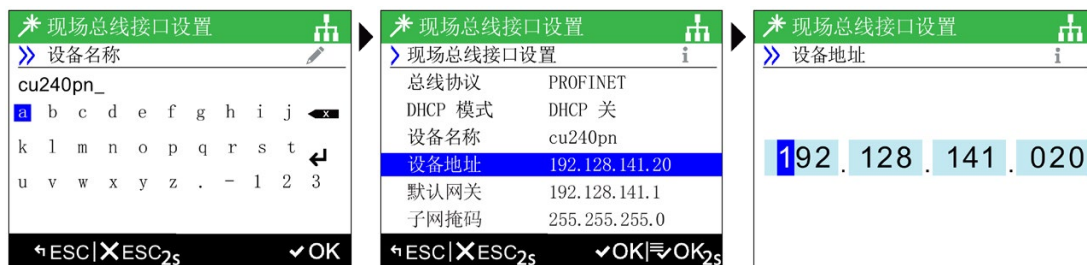 现场总线接口设置
设备名称
cu240pn_
a b c d e f g h i j x
k l m n o p q r s t
u v w x y z . - 1 2 3
ESC|ESC2s OK
现场总线接口设置
现场总线接口设置 i
总线协议 PROFINET
DHCP 模式 DHCP 关
设备名称 cu240pn
设备地址 192.128.141.20
默认网关 192.128.141.1
子网掩码 255.255.255.0
ESC|ESC2s OK|OK2s
现场总线接口设置
设备地址 i
192 . 128 . 141 . 020